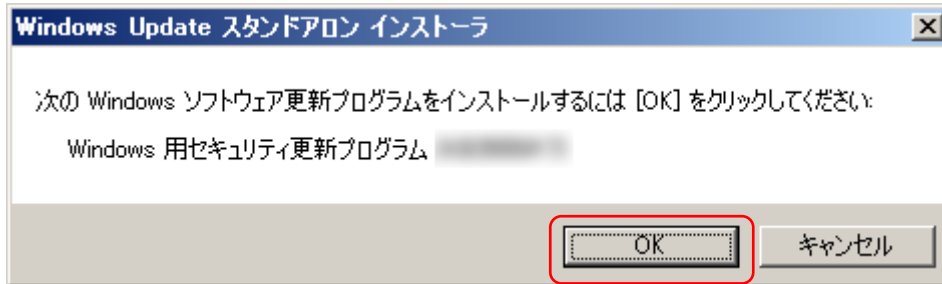 Windows Update スタンドアロン インストーラ
次の Windows ソフトウェア更新プログラムをインストールするには [OK] をクリックしてください:
Windows 用セキュリティ更新プログラム
OK
キャンセル